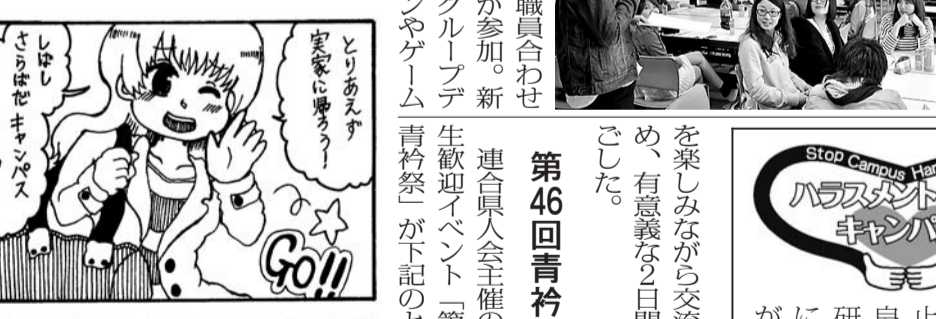 とりあえず
実家に帰ろう!
しばし
さらばだ キャンパス
GO!!
職員合わせ
が参加。新
グループデ
ンやゲーム
を楽しみながら交流
め、有意義な2日間
ごした。
第46回青衿
連合県人会主催の
生歓迎イベント「第
青衿祭」が下記のと
Stop Campus Har
ハラスメント
キャンパ
止
身
研
に
が